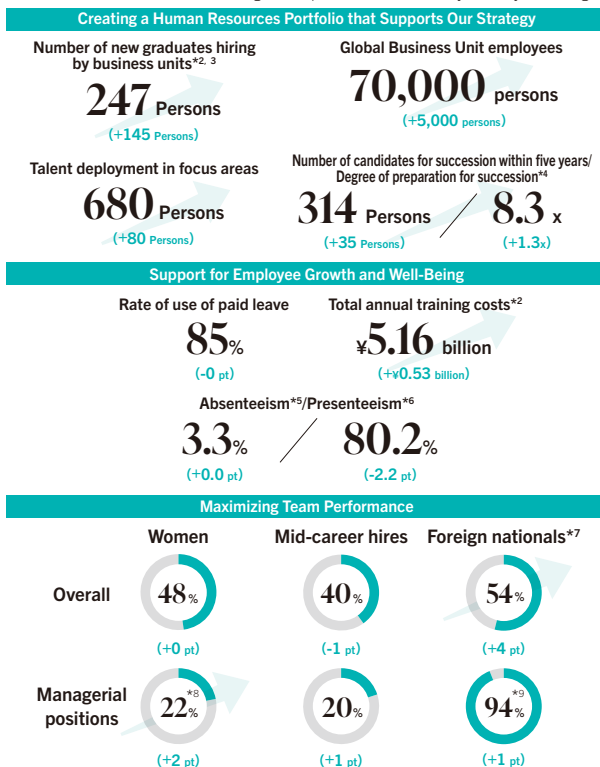 Creating a Human Resources Portfolio that Supports Our Strategy
Number of new graduates hiring
by business units*2, 3
247 Persons
(+145 Persons)
Global Business Unit employees
70,000 persons
(+5,000 persons)
Talent deployment in focus areas
680 Persons
(+80 Persons)
Number of candidates for succession within five years/
Degree of preparation for succession*4
314 Persons / 8.3 x
(+35 Persons) (+1.3x)
Support for Employee Growth and Well-Being
Rate of use of paid leave
85%
(-0 pt)
Total annual training costs*2
¥5.16 billion
(+¥0.53 billion)
Absenteeism*5/Presenteeism*6
3.3% / 80.2%
(+0.0 pt) (-2.2 pt)
Maximizing Team Performance
Women Mid-career hires Foreign nationals*7
Overall 48% 40% 54%
(+0 pt) (-1 pt) (+4 pt)
Managerial
positions
22%*8 20% 94%*9
(+2 pt) (+1 pt) (+1 pt)